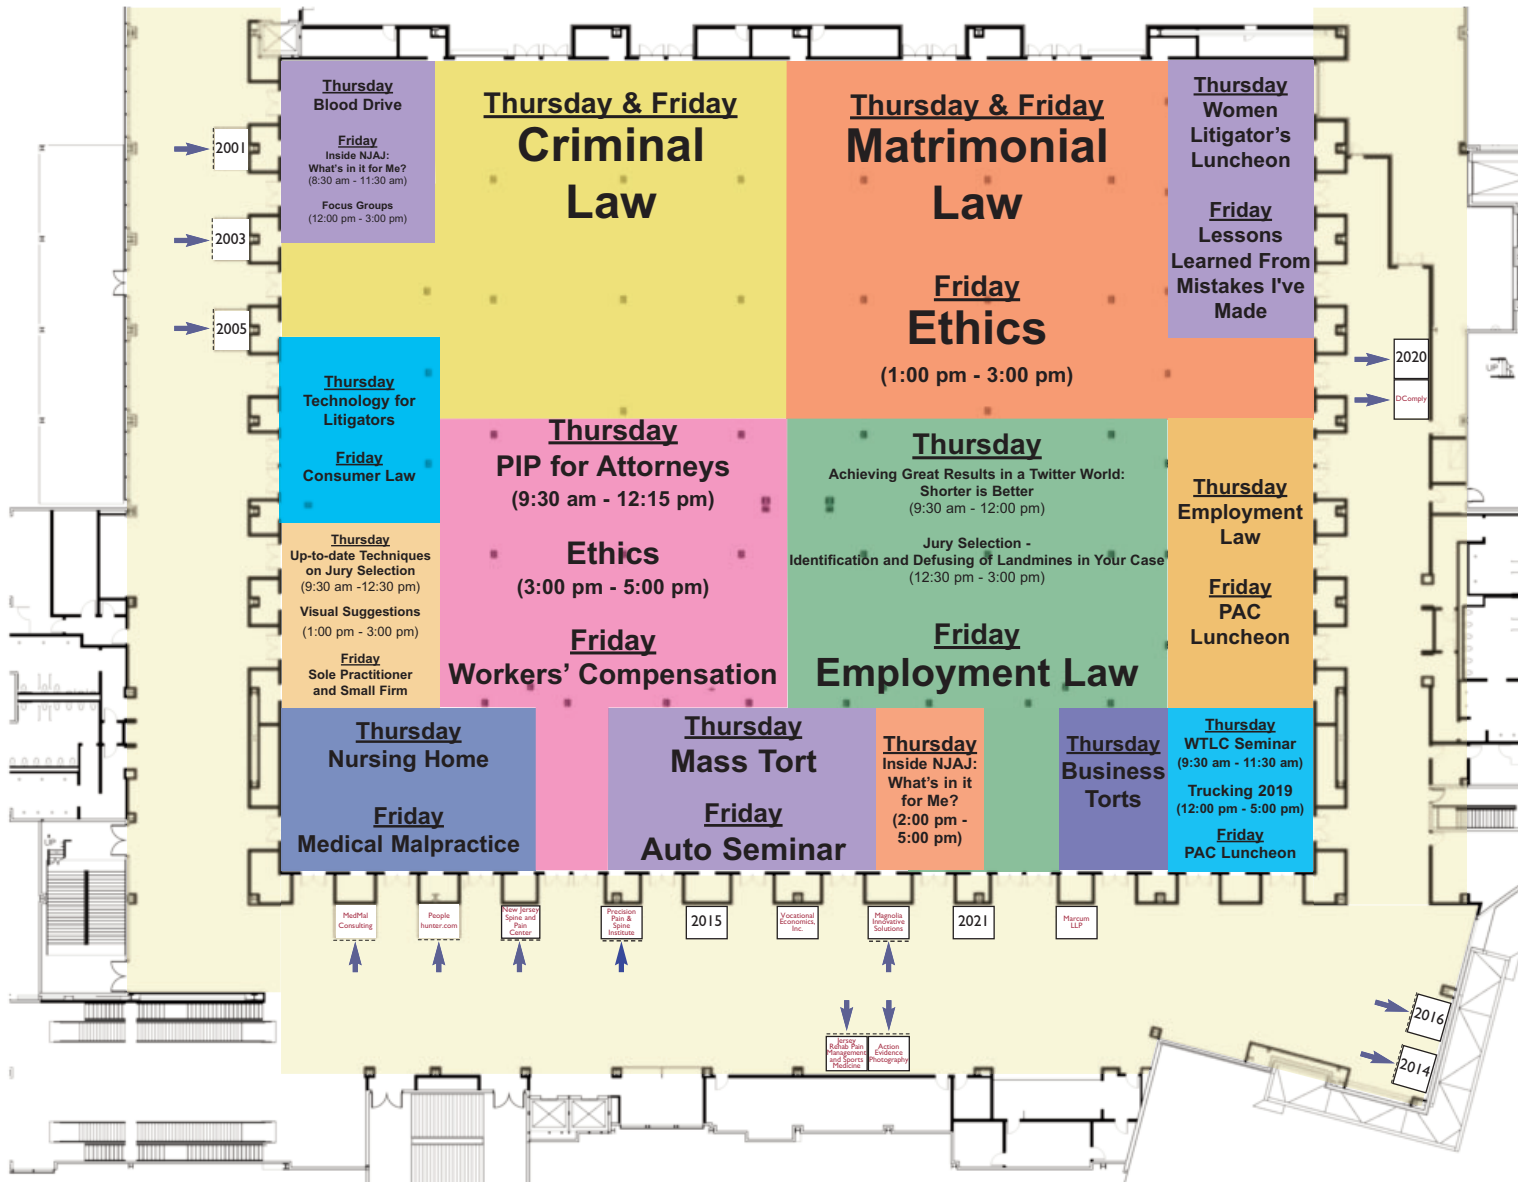 Thursday
Blood Drive
Friday
Inside NJAJ:
What's in it for Me?
(8:30 am - 11:30 am)
Focus Groups
(12:00 pm - 3:00 pm)
Thursday & Friday
Criminal
Law
Thursday & Friday
Matrimonial
Law
Friday
Ethics
(1:00 pm - 3:00 pm)
Thursday
Women
Litigator's
Luncheon
Friday
Lessons
Learned From
Mistakes I've
Made
2001
2003
2005
2020
DComply
UP
Thursday
Technology for
Litigators
Friday
Consumer Law
Thursday
PIP for Attorneys
(9:30 am - 12:15 pm)
Ethics
(3:00 pm - 5:00 pm)
Friday
Workers' Compensation
Thursday
Achieving Great Results in a Twitter World:
Shorter is Better
(9:30 am - 12:00 pm)
Jury Selection -
Identification and Defusing of Landmines in Your Case
(12:30 pm - 3:00 pm)
Friday
Employment Law
Thursday
Employment
Law
Friday
PAC
Luncheon
Thursday
Up-to-date Techniques
on Jury Selection
(9:30 am -12:30 pm)
Visual Suggestions
(1:00 pm - 3:00 pm)
Friday
Sole Practitioner
and Small Firm
Thursday
Nursing Home
Friday
Medical Malpractice
Thursday
Mass Tort
Friday
Auto Seminar
Thursday
Inside NJAJ:
What's in it
for Me?
(2:00 pm -
5:00 pm)
Thursday
Business
Torts
Thursday
WTLC Seminar
(9:30 am - 11:30 am)
Trucking 2019
(12:00 pm - 5:00 pm)
Friday
PAC Luncheon
UP
MedMal
Consulting
People
hunter.com
New Jersey
Spine and
Pain
Center
Precision
Pain &
Spine
Institute
2015
Vocational
Economics,
Inc.
Magnolia
Innovative
Solutions
2021
Marcum
LLP
Jersey
Rehab Pain
Management
and Sports
Medicine
Action
Evidence
Photography
2016
2014